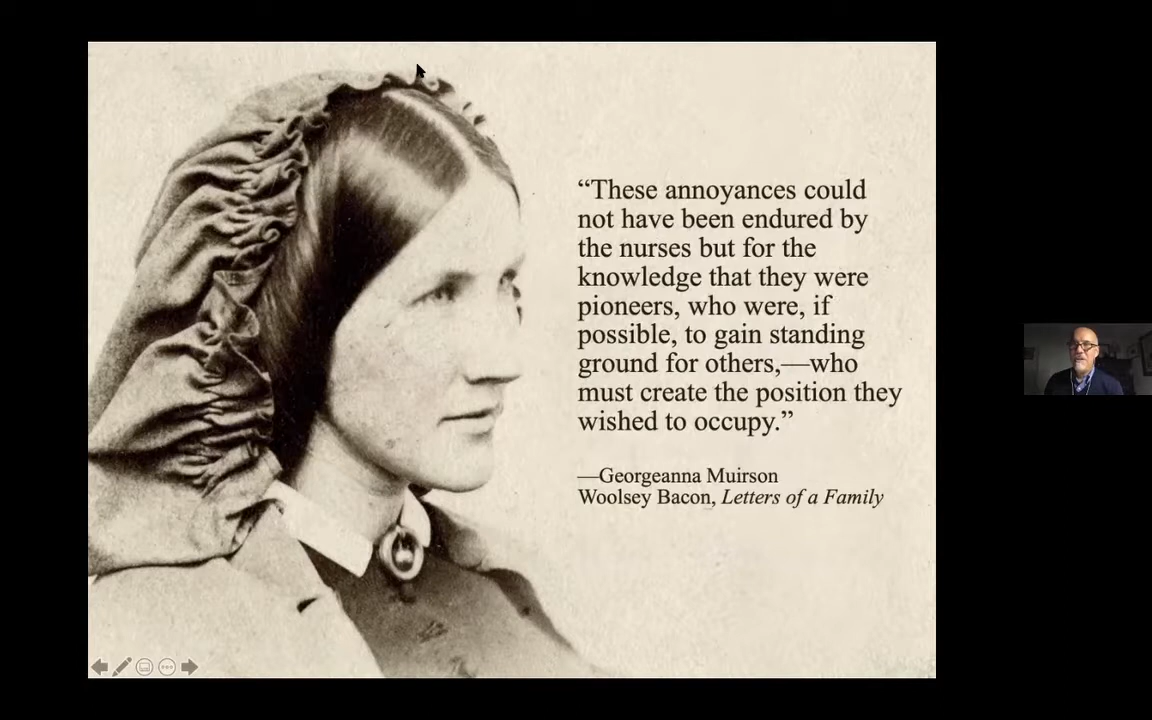 “These annoyances could
not have been endured by
the nurses but for the
knowledge that they were
pioneers, who were, if
possible, to gain standing
ground for others,—who
must create the position they
wished to occupy.”
—Georgeanna Muirson
Woolsey Bacon, Letters of a Family